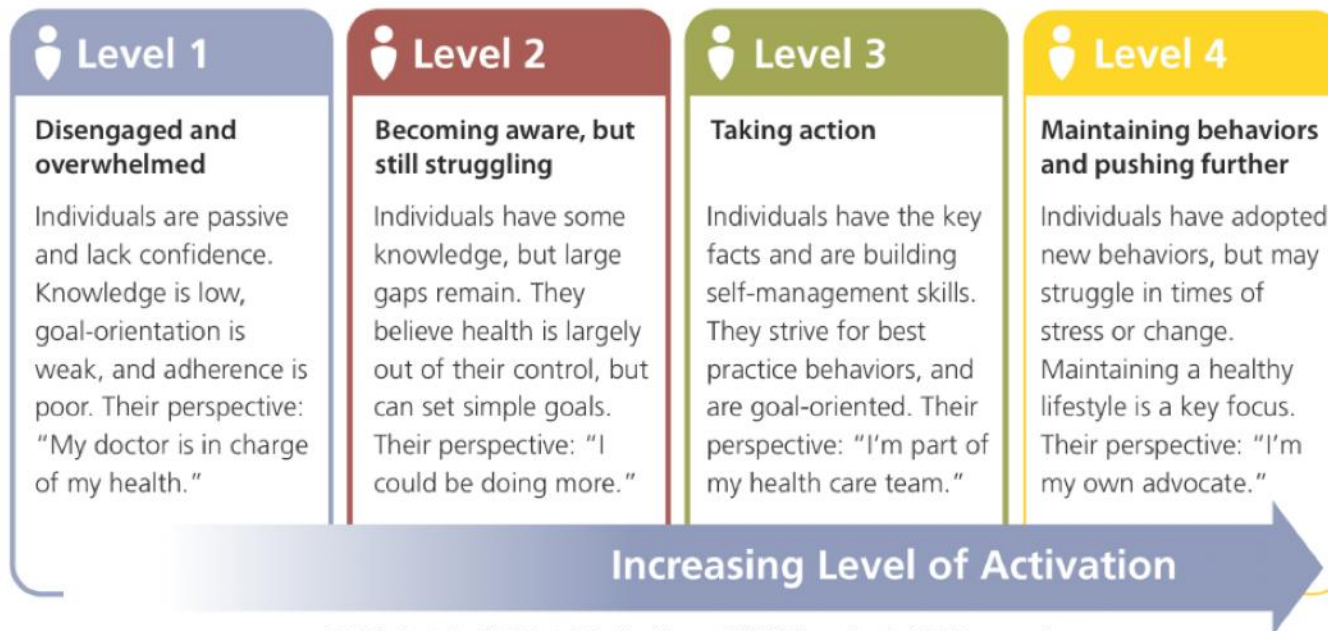 Level 1
Disengaged and
overwhelmed
Individuals are passive
and lack confidence.
Knowledge is low,
goal-orientation is
weak, and adherence is
poor. Their perspective:
“My doctor is in charge
of my health.”
Level 2
Becoming aware, but
still struggling
Individuals have some
knowledge, but large
gaps remain. They
believe health is largely
out of their control, but
can set simple goals.
Their perspective: “I
could be doing more.”
Level 3
Taking action
Individuals have the key
facts and are building
self-management skills.
They strive for best
practice behaviors, and
are goal-oriented. Their
perspective: “I’m part of
my health care team.”
Level 4
Maintaining behaviors
and pushing further
Individuals have adopted
new behaviors, but may
struggle in times of
stress or change.
Maintaining a healthy
lifestyle is a key focus.
Their perspective: “I’m
my own advocate.”
Increasing Level of Activation